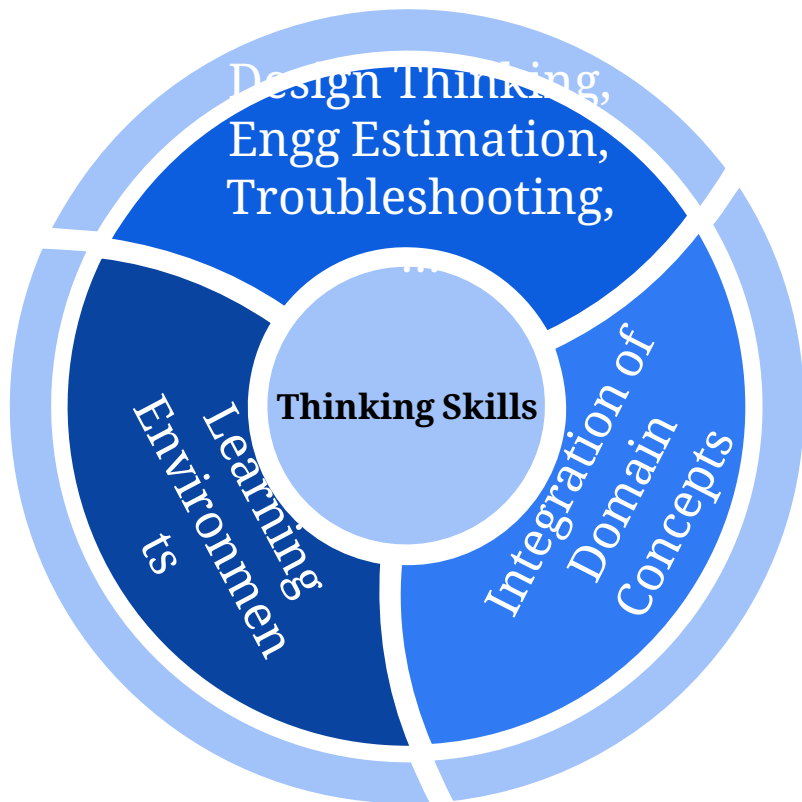 Design Thinking,
Engg Estimation,
Troubleshooting,
...
Thinking Skills
Integration of
Domain
Concepts
Learning
Environmen
ts